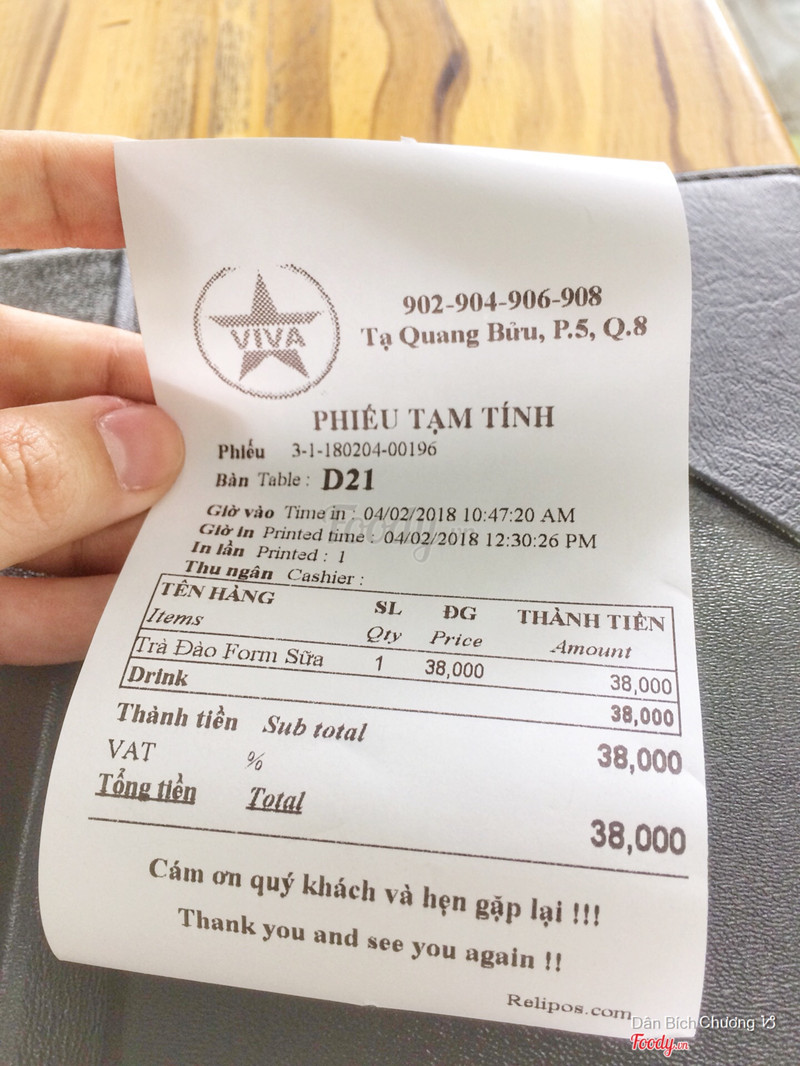 VIVA
902-904-906-908
Tạ Quang Bửu, P.5, Q.8
PHIẾU TẠM TÍNH
Phiếu 3-1-180204-00196
Bàn Table : D21
Giờ vào Time in : 04/02/2018 10:47:20 AM
Giờ in Printed time : 04/02/2018 12:30:26 PM
In lần Printed : 1
Thu ngân Cashier :
TÊN HÀNG SL ĐG THÀNH TIỀN
Items Qty Price Amount
Trà Đào Form Sữa 1 38,000 38,000
Drink 38,000
Thành tiền Sub total 38,000
VAT %
Tổng tiền Total 38,000
Cám ơn quý khách và hẹn gặp lại !!!
Thank you and see you again !!
Relipos.com
Dân Bích Chương
Foody.vn
Foody.vn